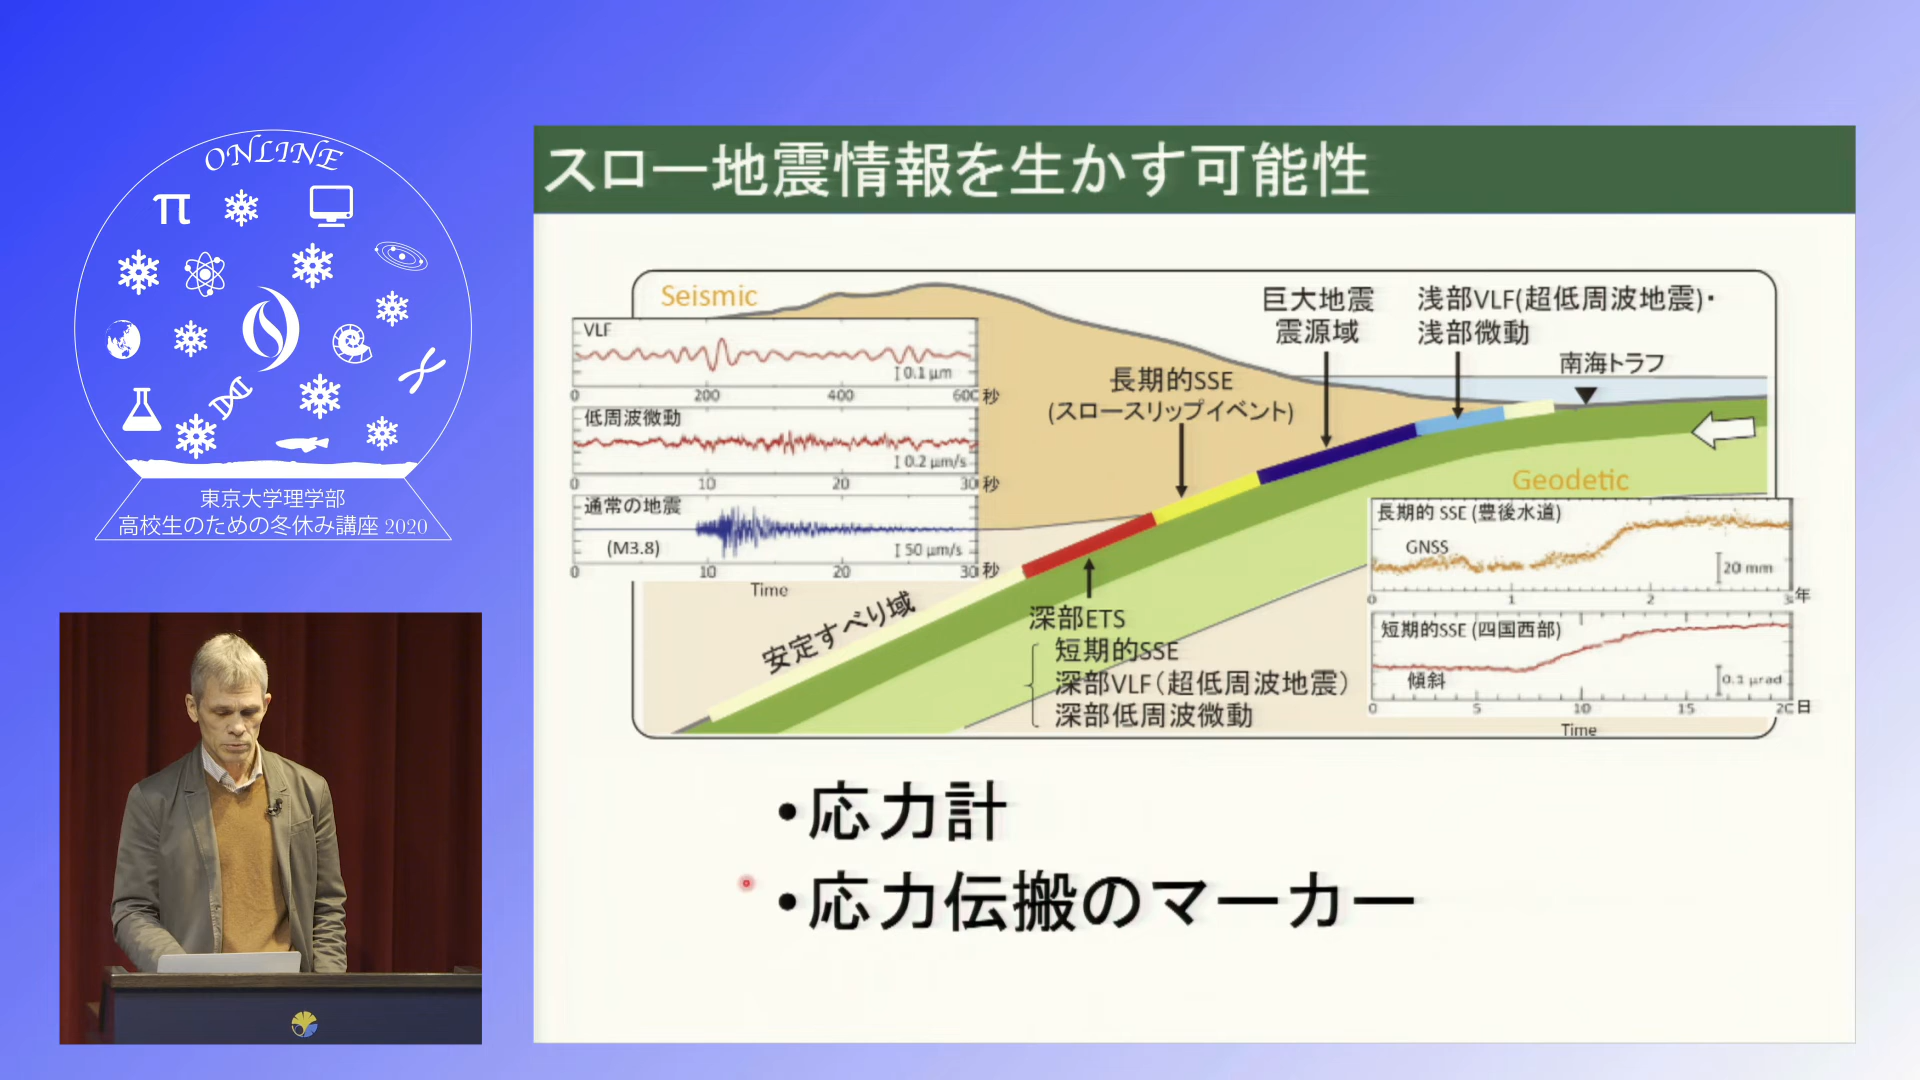 ONLINE
π
東京大学理学部
高校生のための冬休み講座 2020
スロー地震情報を生かす可能性
Seismic
VLF
0.1 μm
0 200 400 600 秒
低周波微動
0.2 μm/s
0 10 20 30 秒
通常の地震
(M3.8)
50 μm/s
0 10 20 30 秒
Time
巨大地震
震源域
浅部VLF(超低周波地震)・
浅部微動
南海トラフ
長期的SSE
(スロースリップイベント)
安定すべり域
深部ETS
短期的SSE
深部VLF(超低周波地震)
深部低周波微動
Geodetic
長期的 SSE (豊後水道)
GNSS
20 mm
0 1 2 3 年
短期的SSE (四国西部)
傾斜
0.1 μrad
0 5 10 15 20 日
Time
•応力計
•応力伝搬のマーカー